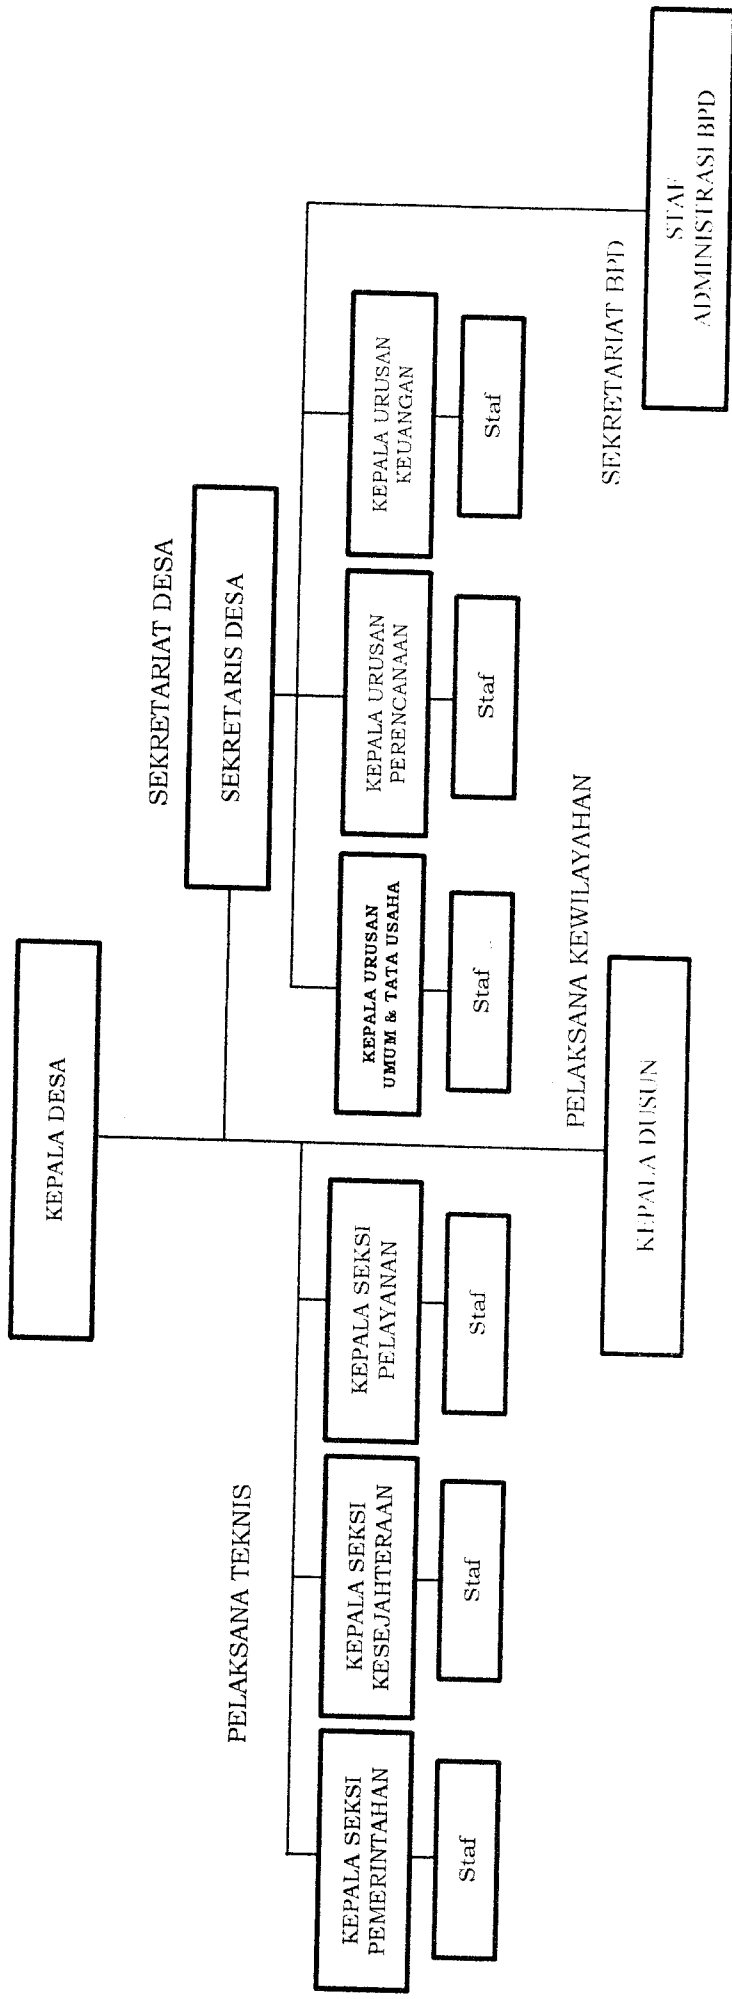 KEPALA DESA
SEKRETARIAT DESA
SEKRETARIS DESA
PELAKSANA TEKNIS
KEPALA SEKSI
PEMERINTAHAN
KEPALA SEKSI
KESEJAHTERAAN
KEPALA SEKSI
PELAYANAN
KEPALA URUSAN
UMUM & TATA USAHA
KEPALA URUSAN
PERENCANAAN
KEPALA URUSAN
KEUANGAN
Staf
Staf
Staf
Staf
Staf
Staf
PELAKSANA KEWILAYAHAN
KEPALA DUSUN
SEKRETARIAT BPD
STAF
ADMINISTRASI BPD